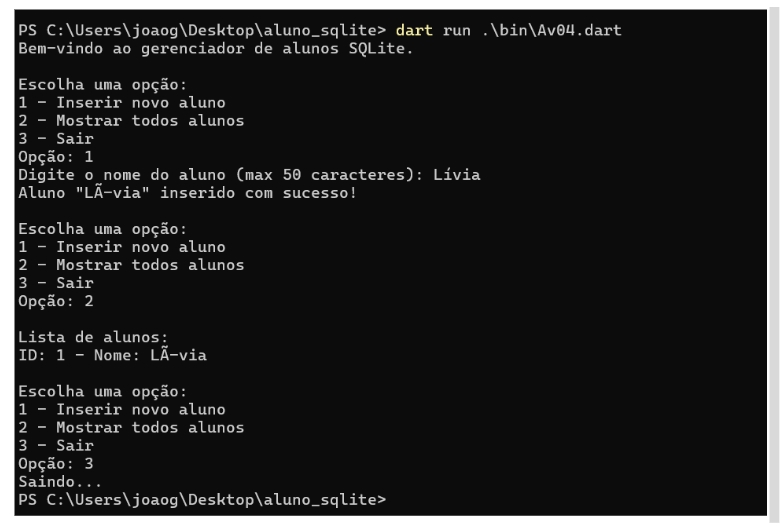 PS C:\Users\joaog\Desktop\aluno_sqlite> dart run .\bin\Av04.dart
Bem-vindo ao gerenciador de alunos SQLite.
Escolha uma opção:
1 - Inserir novo aluno
2 - Mostrar todos alunos
3 - Sair
Opção: 1
Digite o nome do aluno (max 50 caracteres): Lívia
Aluno "LÃ-via" inserido com sucesso!
Escolha uma opção:
1 - Inserir novo aluno
2 - Mostrar todos alunos
3 - Sair
Opção: 2
Lista de alunos:
ID: 1 - Nome: LÃ-via
Escolha uma opção:
1 - Inserir novo aluno
2 - Mostrar todos alunos
3 - Sair
Opção: 3
Saindo...
PS C:\Users\joaog\Desktop\aluno_sqlite>